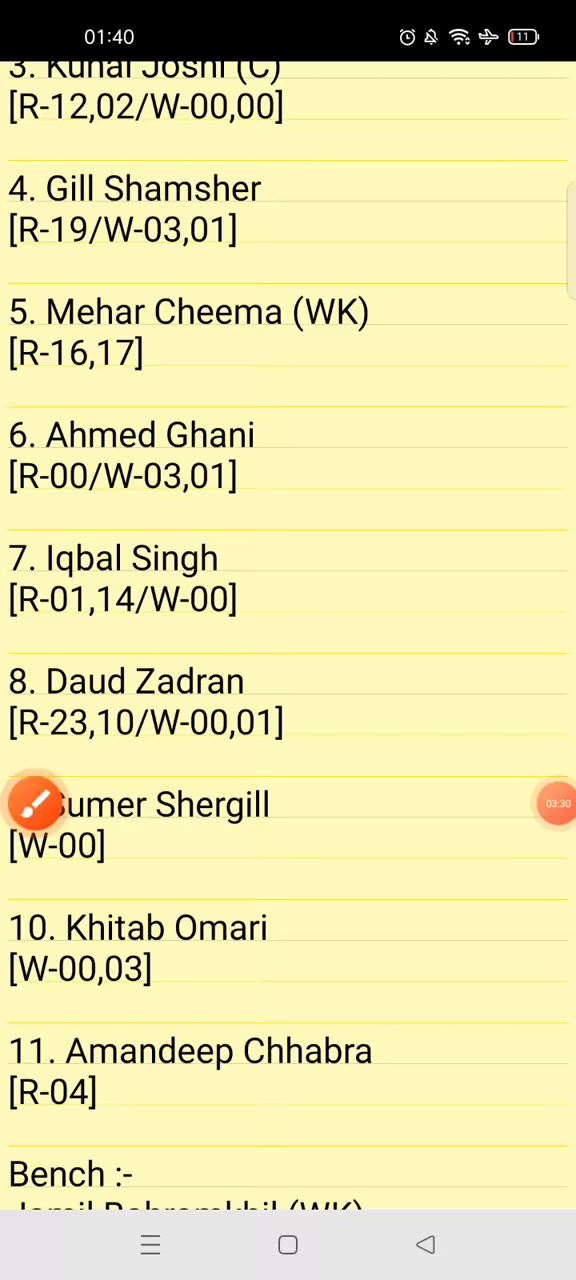 01:40
11
3. Kunal Joshi (C)
[R-12,02/W-00,00]
4. Gill Shamsher
[R-19/W-03,01]
5. Mehar Cheema (WK)
[R-16,17]
6. Ahmed Ghani
[R-00/W-03,01]
7. Iqbal Singh
[R-01,14/W-00]
8. Daud Zadran
[R-23,10/W-00,01]
Sumer Shergill
03:30
[W-00]
10. Khitab Omari
[W-00,03]
11. Amandeep Chhabra
[R-04]
Bench :-
(WK)